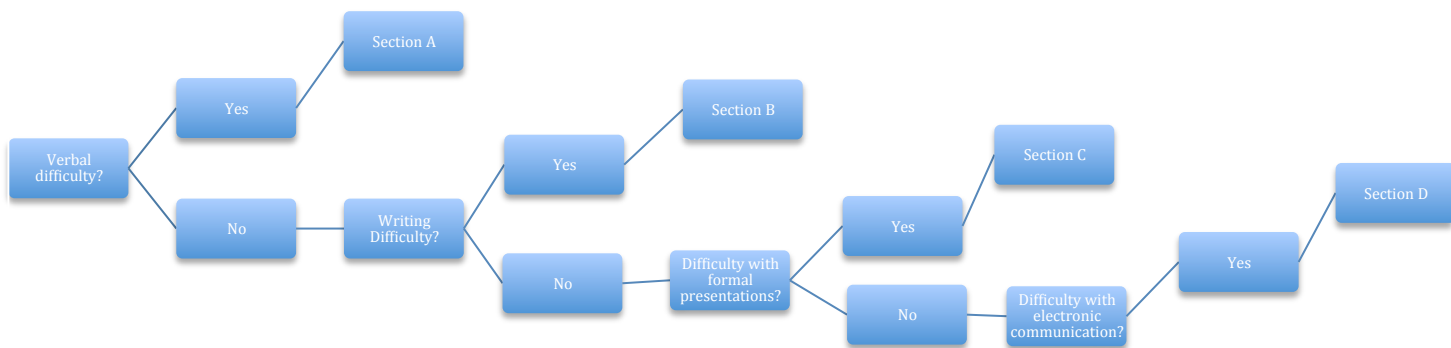 Verbal
difficulty?
Yes
Section A
No
Writing
Difficulty?
Yes
Section B
No
Difficulty with
formal
presentations?
Yes
Section C
No
Difficulty with
electronic
communication?
Yes
Section D